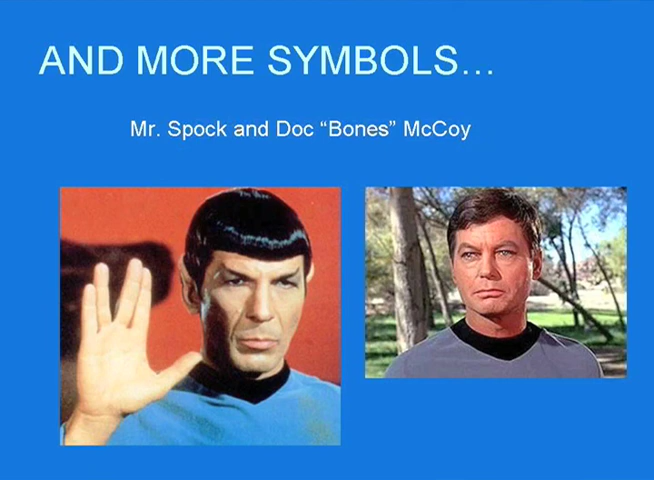 AND MORE SYMBOLS…
Mr. Spock and Doc “Bones” McCoy